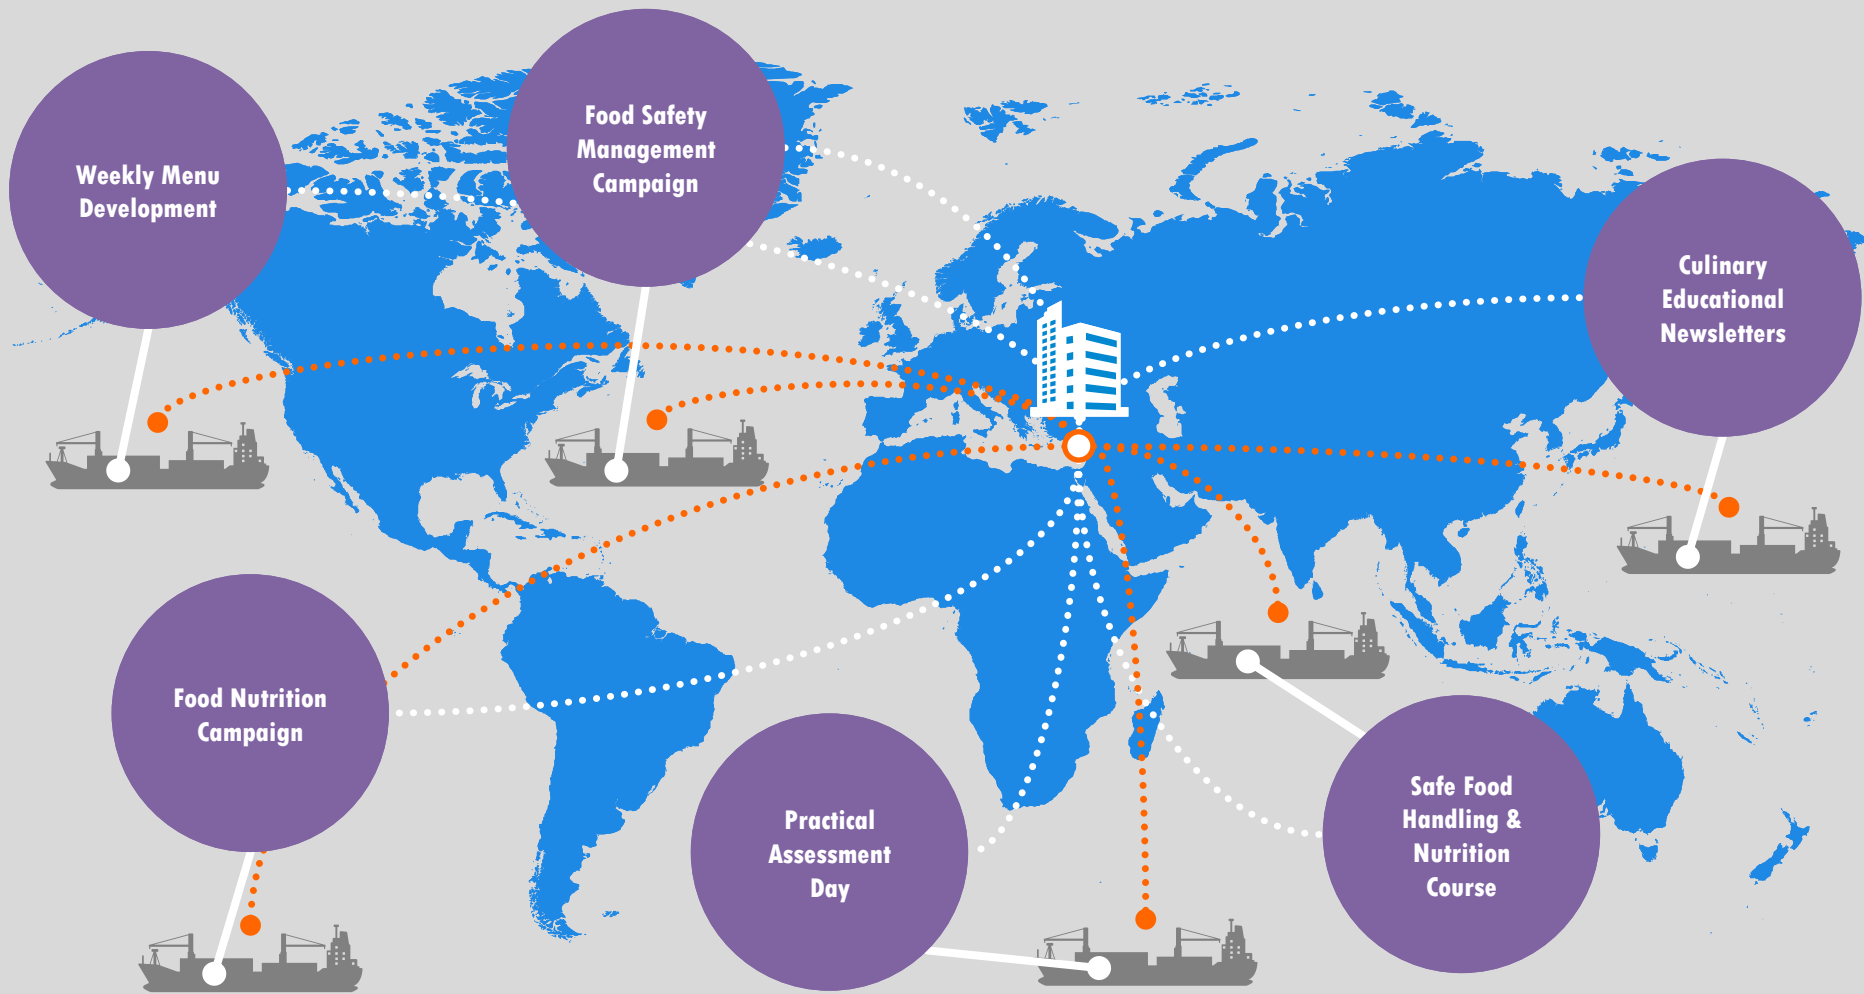 Weekly Menu
Development
Food Safety
Management
Campaign
Culinary
Educational
Newsletters
Food Nutrition
Campaign
Practical
Assessment
Day
Safe Food
Handling &
Nutrition
Course